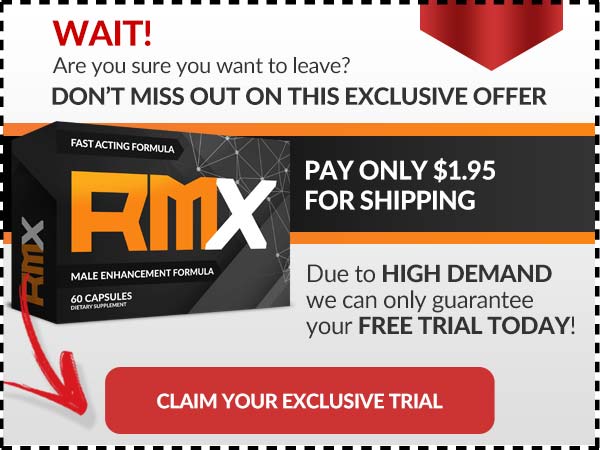 WAIT!
Are you sure you want to leave?
DON'T MISS OUT ON THIS EXCLUSIVE OFFER
FAST ACTING FORMULA
RMX
RMX
MALE ENHANCEMENT FORMULA
60 CAPSULES
DIETARY SUPPLEMENT
PAY ONLY $1.95
FOR SHIPPING
Due to HIGH DEMAND
we can only guarantee
your FREE TRIAL TODAY!
CLAIM YOUR EXCLUSIVE TRIAL